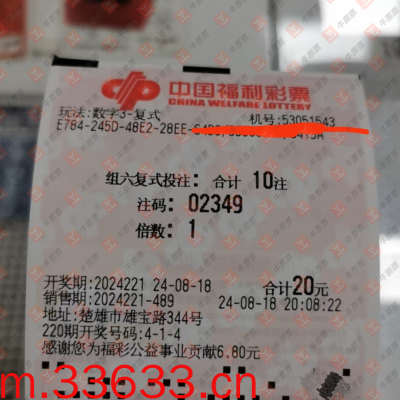 中国福利彩票
CHINA WELFARE LOTTERY
玩法:数字3-复式 机号:53051543
E784-245D-48E2-28EE-
组六复式投注: 合计 10注
注码: 02349
倍数: 1
开奖期:2024221 24-08-18 合计20元
销售期:2024221-489 24-08-18 20:08:22
地址:楚雄市雄宝路344号
220期开奖号码:4-1-4
感谢您为福彩公益事业贡献6.80元
m.33633.cn